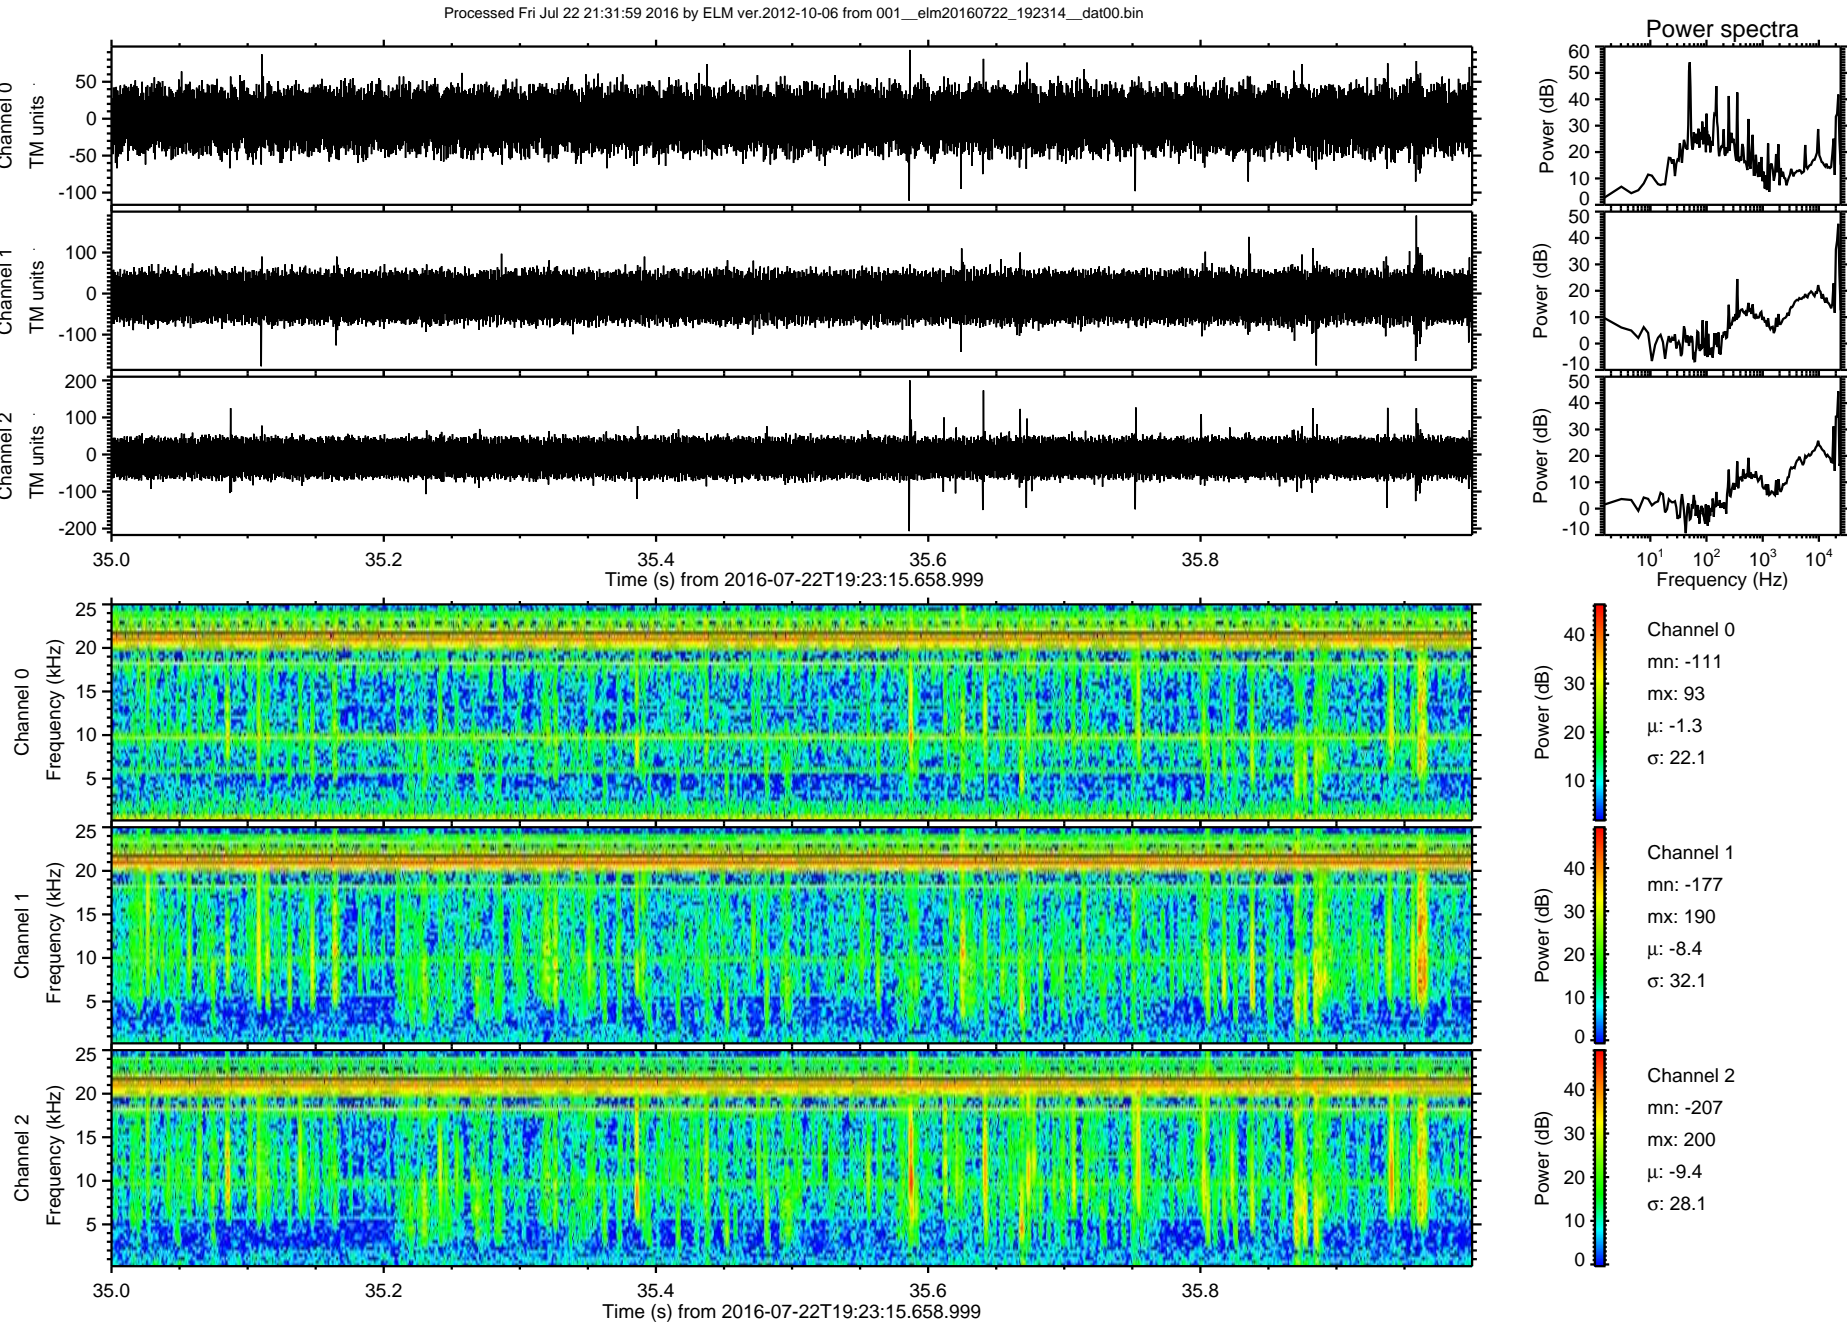 Processed Fri Jul 22 21:31:59 2016 by ELM ver.2012-10-06 from 001__elm20160722_192314__dat00.bin
Power spectra
Channel 0
TM units
50
0
-50
-100
Power (dB)
60
50
40
30
20
10
0
Channel 1
TM units
100
0
-100
Power (dB)
50
40
30
20
10
0
-10
Channel 2
TM units
200
100
0
-100
-200
Power (dB)
50
40
30
20
10
0
-10
35.0 35.2 35.4 35.6 35.8
Time (s) from 2016-07-22T19:23:15.658.999
10¹ 10² 10³ 10⁴
Frequency (Hz)
Channel 0
Frequency (kHz)
25
20
15
10
5
Power (dB)
40
30
20
10
Channel 0
mn: -111
mx: 93
μ: -1.3
σ: 22.1
Channel 1
Frequency (kHz)
25
20
15
10
5
Power (dB)
40
30
20
10
0
Channel 1
mn: -177
mx: 190
μ: -8.4
σ: 32.1
Channel 2
Frequency (kHz)
25
20
15
10
5
Power (dB)
40
30
20
10
0
Channel 2
mn: -207
mx: 200
μ: -9.4
σ: 28.1
35.0 35.2 35.4 35.6 35.8
Time (s) from 2016-07-22T19:23:15.658.999